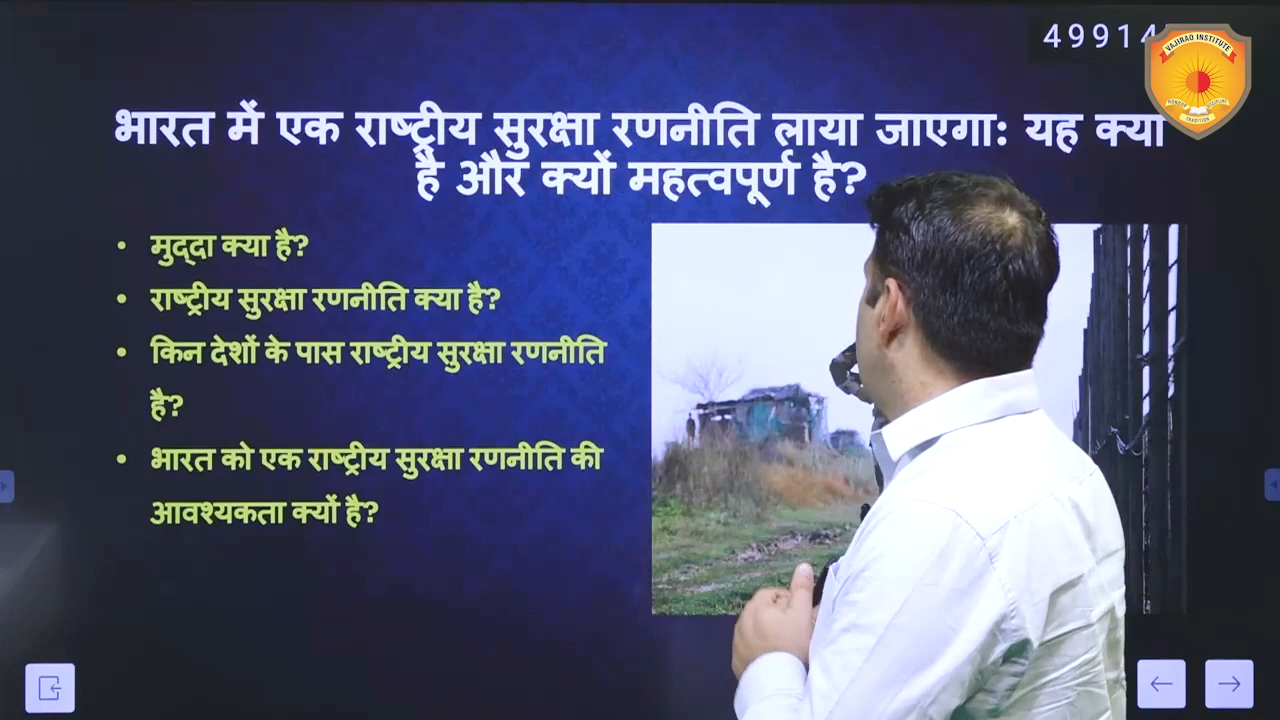 49914
VAJIRAO INSTITUTE
TRADITION
भारत में एक राष्ट्रीय सुरक्षा रणनीति लाया जाएगा: यह क्या
है और क्यों महत्वपूर्ण है?
• मुद्दा क्या है?
• राष्ट्रीय सुरक्षा रणनीति क्या है?
• किन देशों के पास राष्ट्रीय सुरक्षा रणनीति
है?
• भारत को एक राष्ट्रीय सुरक्षा रणनीति की
आवश्यकता क्यों है?